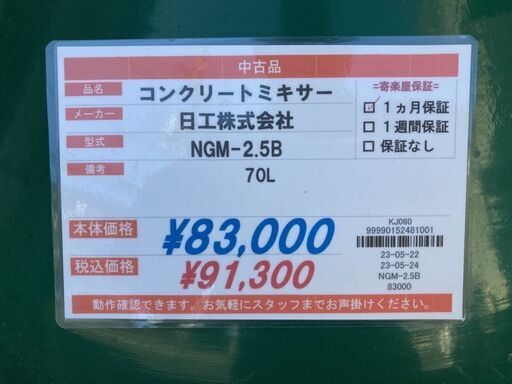 中古品
品名 コンクリートミキサー
メーカー 日工株式会社
型式 NGM-2.5B
備考 70L
=寄楽屋保証=
☑1ヵ月保証
□1週間保証
□保証なし
本体価格 ¥83,000
税込価格 ¥91,300
KJ060
99990152481001
23-05-22
23-05-24
NGM-2.5B
83000
動作確認できます。お気軽にスタッフまでお声掛けください。